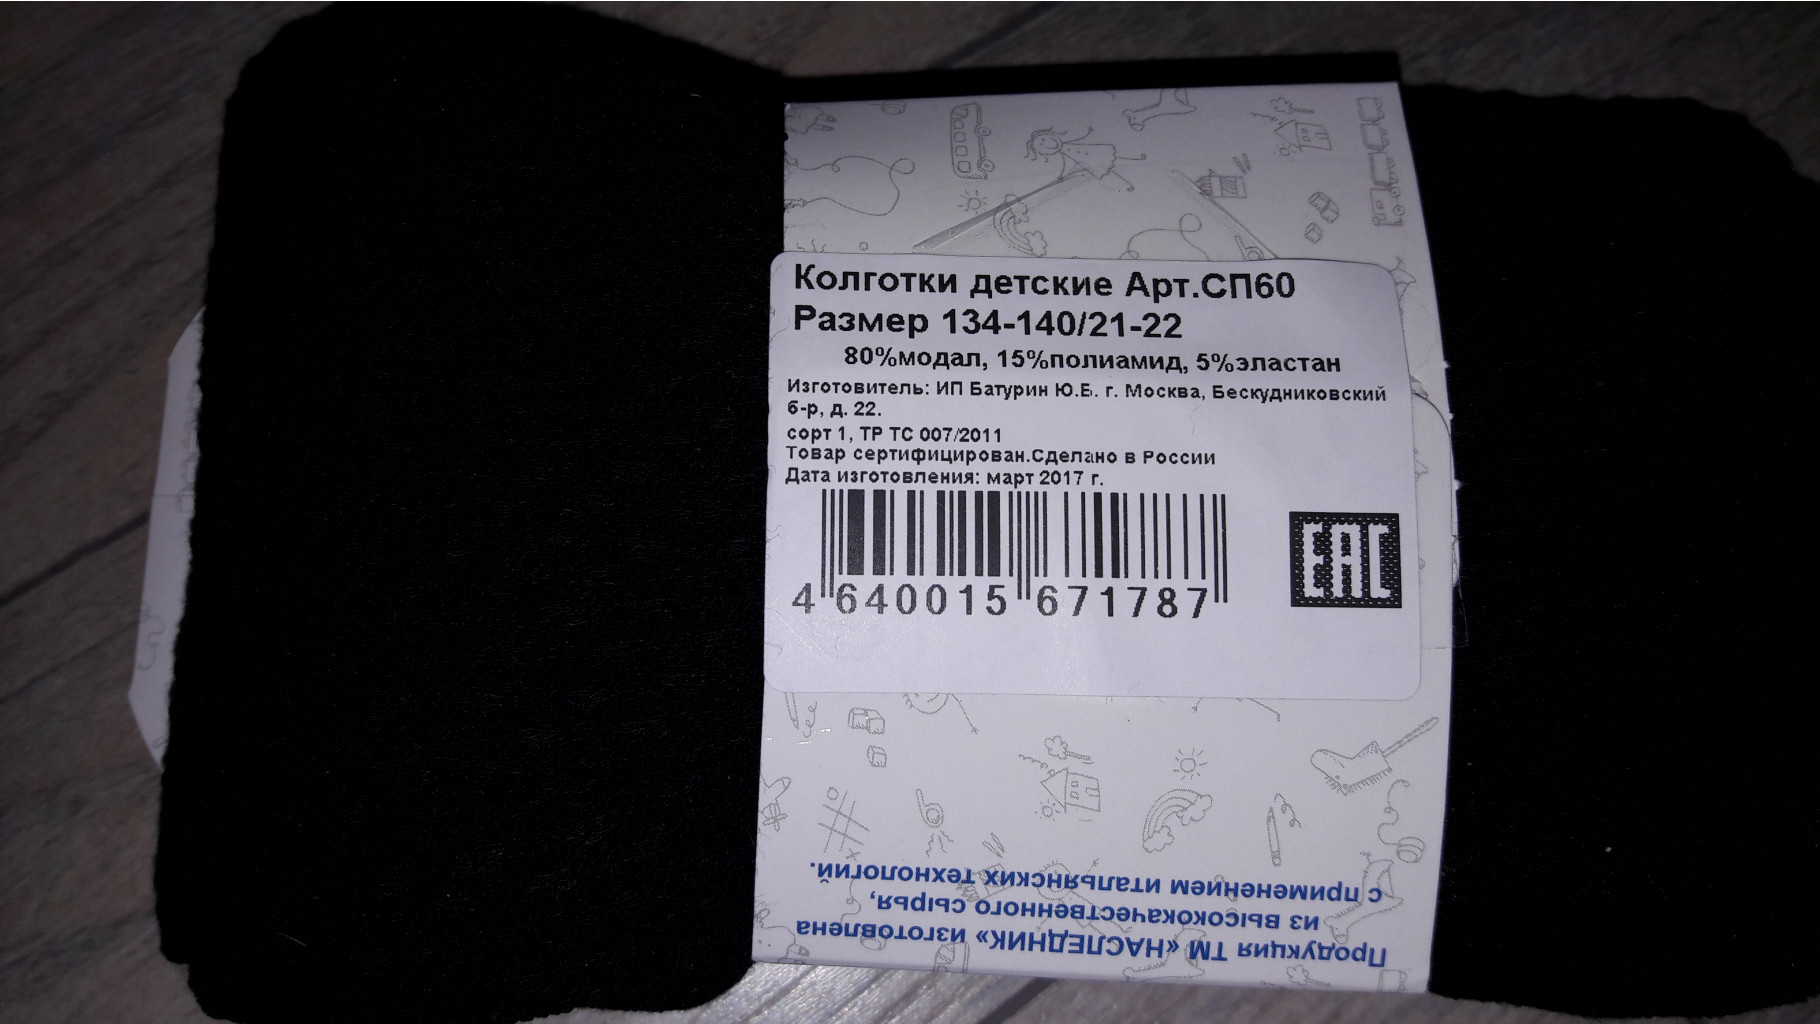 Колготки детские Арт.СП60
Размер 134-140/21-22
80%модал, 15%полиамид, 5%эластан
Изготовитель: ИП Батурин Ю.Б. г. Москва, Бескудниковский
б-р, д. 22.
сорт 1, ТР ТС 007/2011
Товар сертифицирован.Сделано в России
Дата изготовления: март 2017 г.
4 640015 671787
ЕАС
Продукция ТМ «НАСЛЕДНИК» изготовлена
из высококачественного сырья,
с применением итальянских технологий.